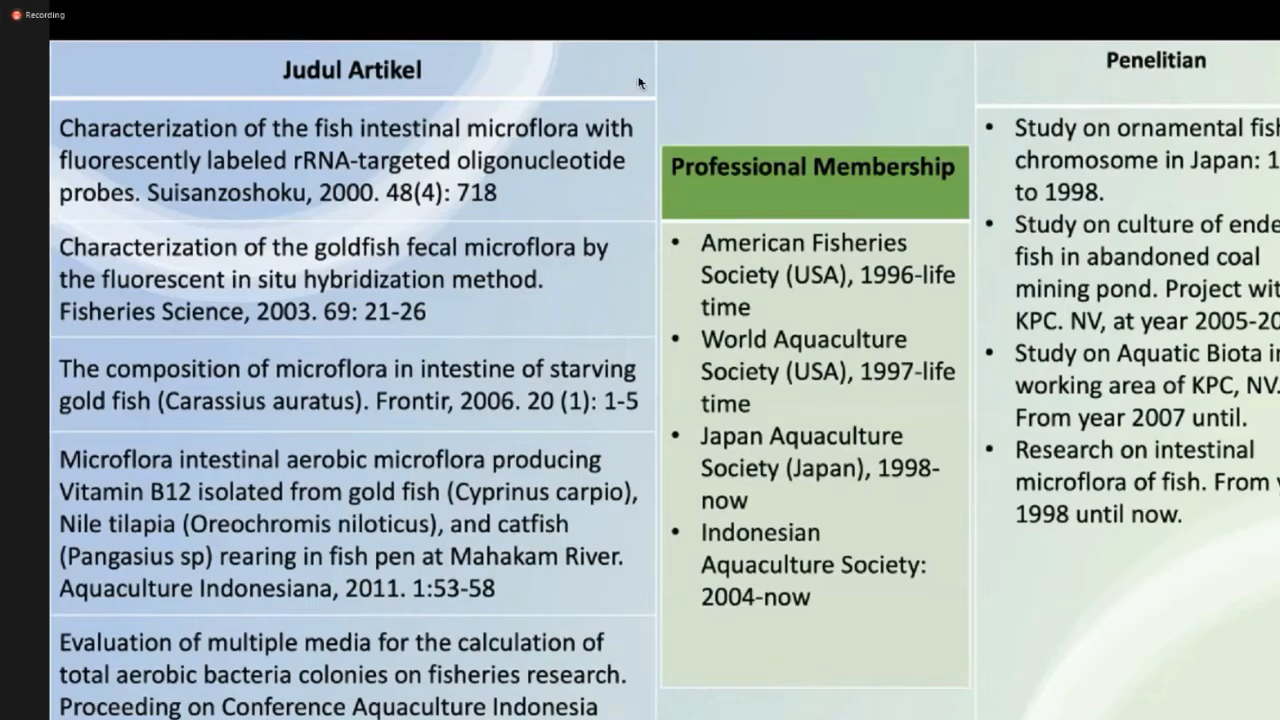 Recording
Judul Artikel
Characterization of the fish intestinal microflora with
fluorescently labeled rRNA-targeted oligonucleotide
probes. Suisanzoshoku, 2000. 48(4): 718
Characterization of the goldfish fecal microflora by
the fluorescent in situ hybridization method.
Fisheries Science, 2003. 69: 21-26
The composition of microflora in intestine of starving
gold fish (Carassius auratus). Frontir, 2006. 20 (1): 1-5
Microflora intestinal aerobic microflora producing
Vitamin B12 isolated from gold fish (Cyprinus carpio),
Nile tilapia (Oreochromis niloticus), and catfish
(Pangasius sp) rearing in fish pen at Mahakam River.
Aquaculture Indonesiana, 2011. 1:53-58
Evaluation of multiple media for the calculation of
total aerobic bacteria colonies on fisheries research.
Proceeding on Conference Aquaculture Indonesia
Professional Membership
• American Fisheries
Society (USA), 1996-life
time
• World Aquaculture
Society (USA), 1997-life
time
• Japan Aquaculture
Society (Japan), 1998-
now
• Indonesian
Aquaculture Society:
2004-now
Penelitian
• Study on ornamental
chromosome in Japan:
to 1998.
• Study on culture of
fish in abandoned coal
mining pond. Project
KPC. NV, at year
• Study on Aquatic Biota
working area of KPC, NV.
From year 2007 until.
• Research on intestinal
microflora of fish. From
1998 until now.